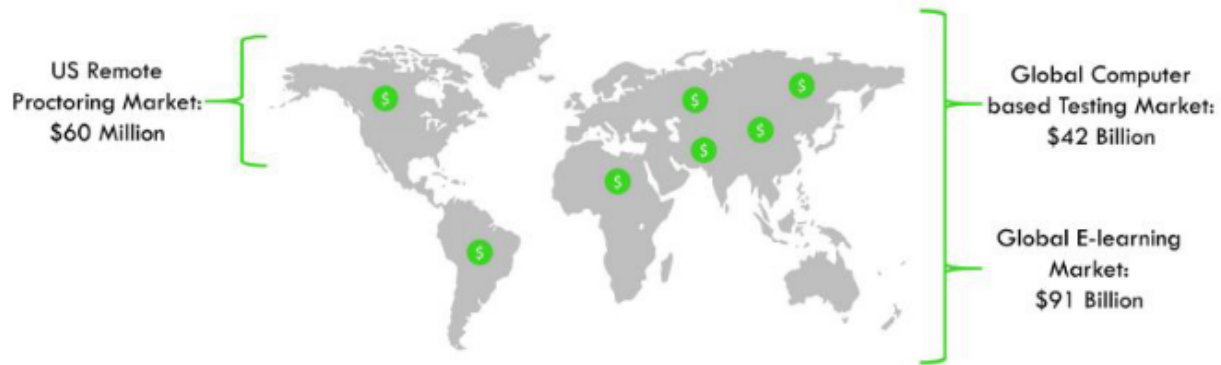 US Remote
Proctoring Market:
$60 Million
$
$
$
$
$
$
$
Global Computer
based Testing Market:
$42 Billion
Global E-learning
Market:
$91 Billion